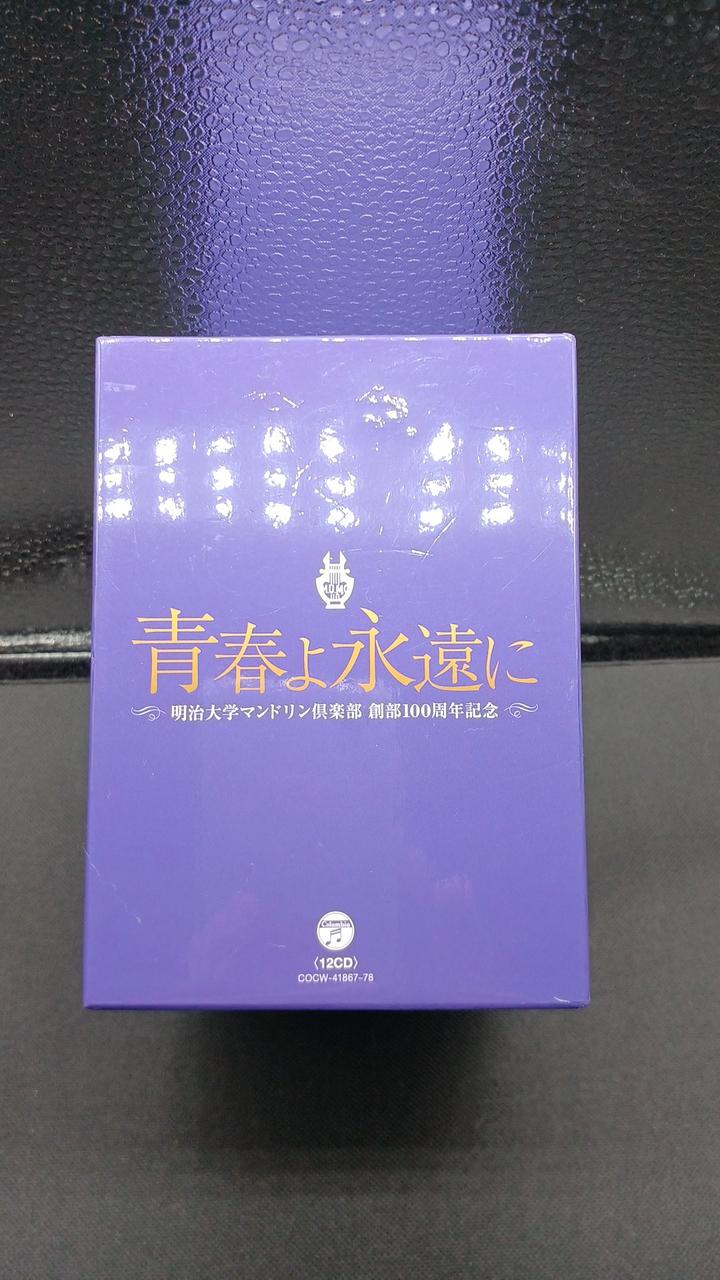 青春よ永遠に
明治大学マンドリン倶楽部 創部100周年記念
Columbia
〈12CD〉
COCW-41867~78